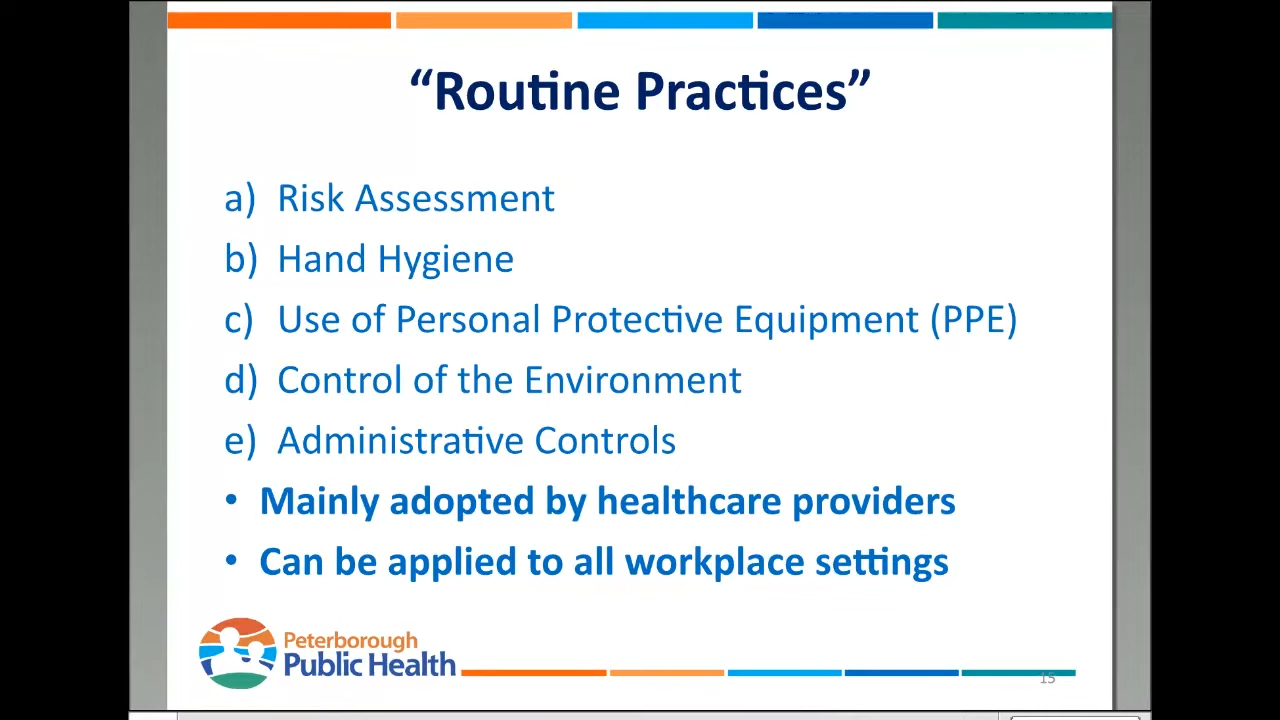 “Routine Practices”
a) Risk Assessment
b) Hand Hygiene
c) Use of Personal Protective Equipment (PPE)
d) Control of the Environment
e) Administrative Controls
• Mainly adopted by healthcare providers
• Can be applied to all workplace settings
Peterborough
Public Health
15